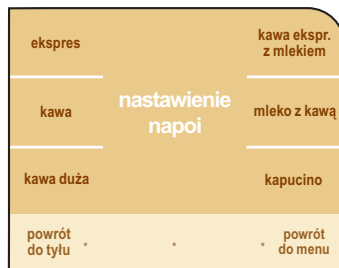 ekspres
kawa ekspr.
z mlekiem
nastawienie
napoi
kawa
mleko z kawą
kawa duża
kapucino
powrót
do tyłu
powrót
do menu